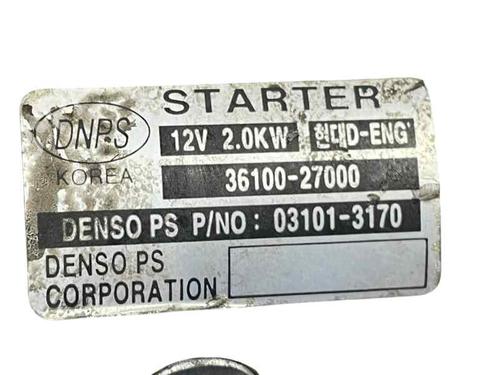 STARTER
DNPS
KOREA
12V 2.0KW
현대D-ENG'
36100-27000
DENSO PS P/NO : 03101-3170
DENSO PS
CORPORATION